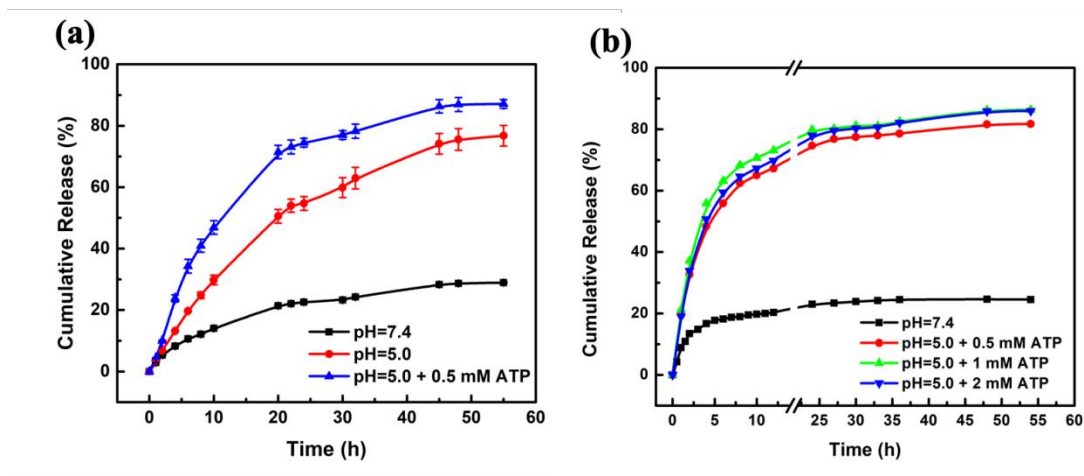 (a)
100
80
60
40
20
0
Cumulative Release (%)
pH=7.4
pH=5.0
pH=5.0 + 0.5 mM ATP
0 10 20 30 40 50 60
Time (h)
(b)
100
80
60
40
20
0
Cumulative Release (%)
pH=7.4
pH=5.0 + 0.5 mM ATP
pH=5.0 + 1 mM ATP
pH=5.0 + 2 mM ATP
0 5 10 25 30 35 40 45 50 55 60
Time (h)